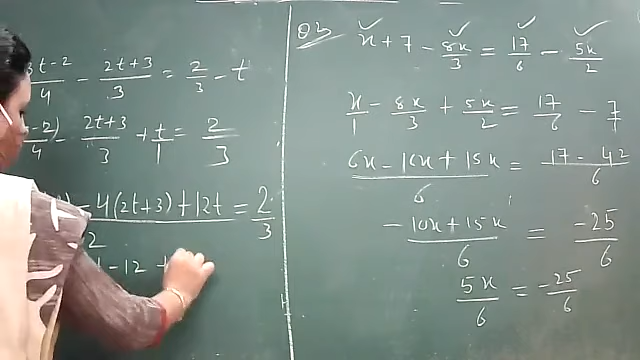 3t-2/4 - 2t+3/3 = 2/3 - t
-2)/4 - 2t+3/3 + t/1 = 2/3
- 4(2t+3) + 12t = 2/3
2
- 12 +
Q3 x + 7 - 8x/3 = 17/6 - 5x/2
x/1 - 8x/3 + 5x/2 = 17/6 - 7/1
6x - 16x + 15x/6 = 17 - 42/6
- 10x + 15x/6 = -25/6
5x/6 = -25/6